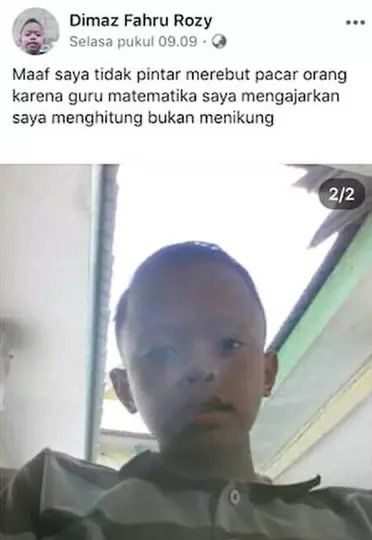 Dimaz Fahru Rozy
Selasa pukul 09.09 ·
Maaf saya tidak pintar merebut pacar orang
karena guru matematika saya mengajarkan
saya menghitung bukan menikung
2/2